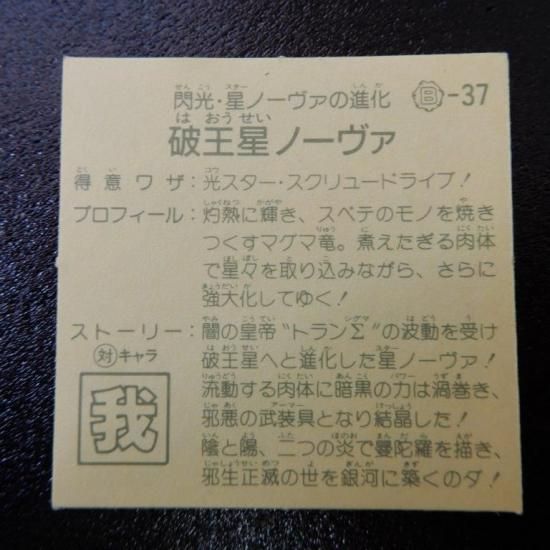 閃光・星ノーヴァの進化 B-37
破王星ノーヴァ
得意ワザ:光スター・スクリュードライブ!
プロフィール:灼熱に輝き、スベテのモノを焼き
つくすマグマ竜。煮えたぎる肉体
で星々を取り込みながら、さらに
強大化してゆく!
ストーリー:闇の皇帝“トランΣ”の波動を受け
対キャラ 破王星へと進化した星ノーヴァ!
流動する肉体に暗黒の力は渦巻き、
我 邪悪の武装具となり結晶した!
陰と陽、二つの炎で曼陀羅を描き、
邪生正滅の世を銀河に築くのダ!